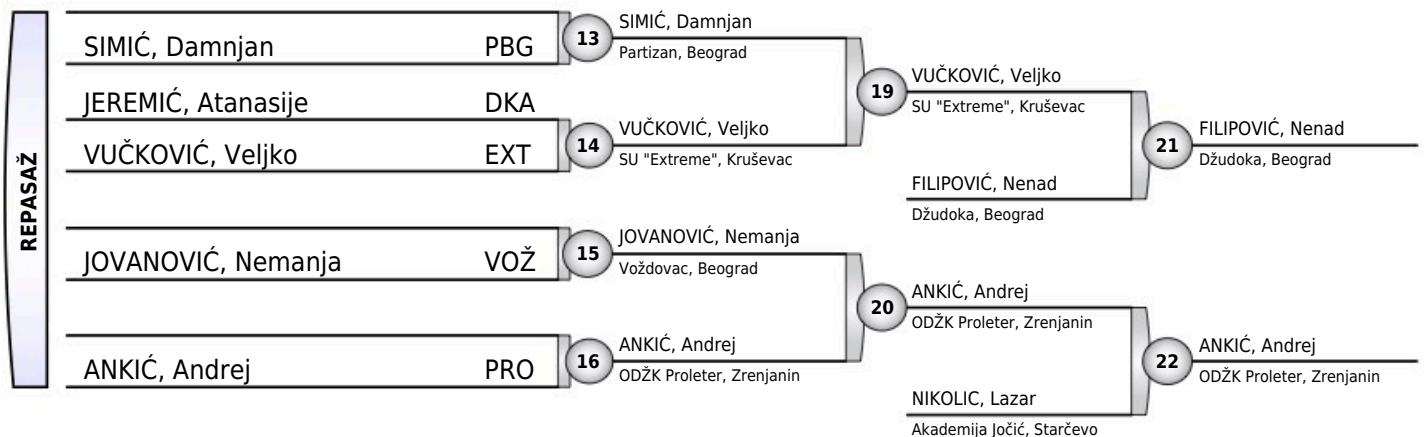 REPASAŽ
SIMIĆ, Damnjan PBG
JEREMIĆ, Atanasije DKA
VUČKOVIĆ, Veljko EXT
JOVANOVIĆ, Nemanja VOŽ
ANKIĆ, Andrej PRO
13
SIMIĆ, Damnjan
Partizan, Beograd
14
VUČKOVIĆ, Veljko
SU "Extreme", Kruševac
15
JOVANOVIĆ, Nemanja
Voždovac, Beograd
16
ANKIĆ, Andrej
ODŽK Proleter, Zrenjanin
19
VUČKOVIĆ, Veljko
SU "Extreme", Kruševac
FILIPOVIĆ, Nenad
Džudoka, Beograd
20
ANKIĆ, Andrej
ODŽK Proleter, Zrenjanin
NIKOLIC, Lazar
Akademija Jočić, Starčevo
21
FILIPOVIĆ, Nenad
Džudoka, Beograd
22
ANKIĆ, Andrej
ODŽK Proleter, Zrenjanin